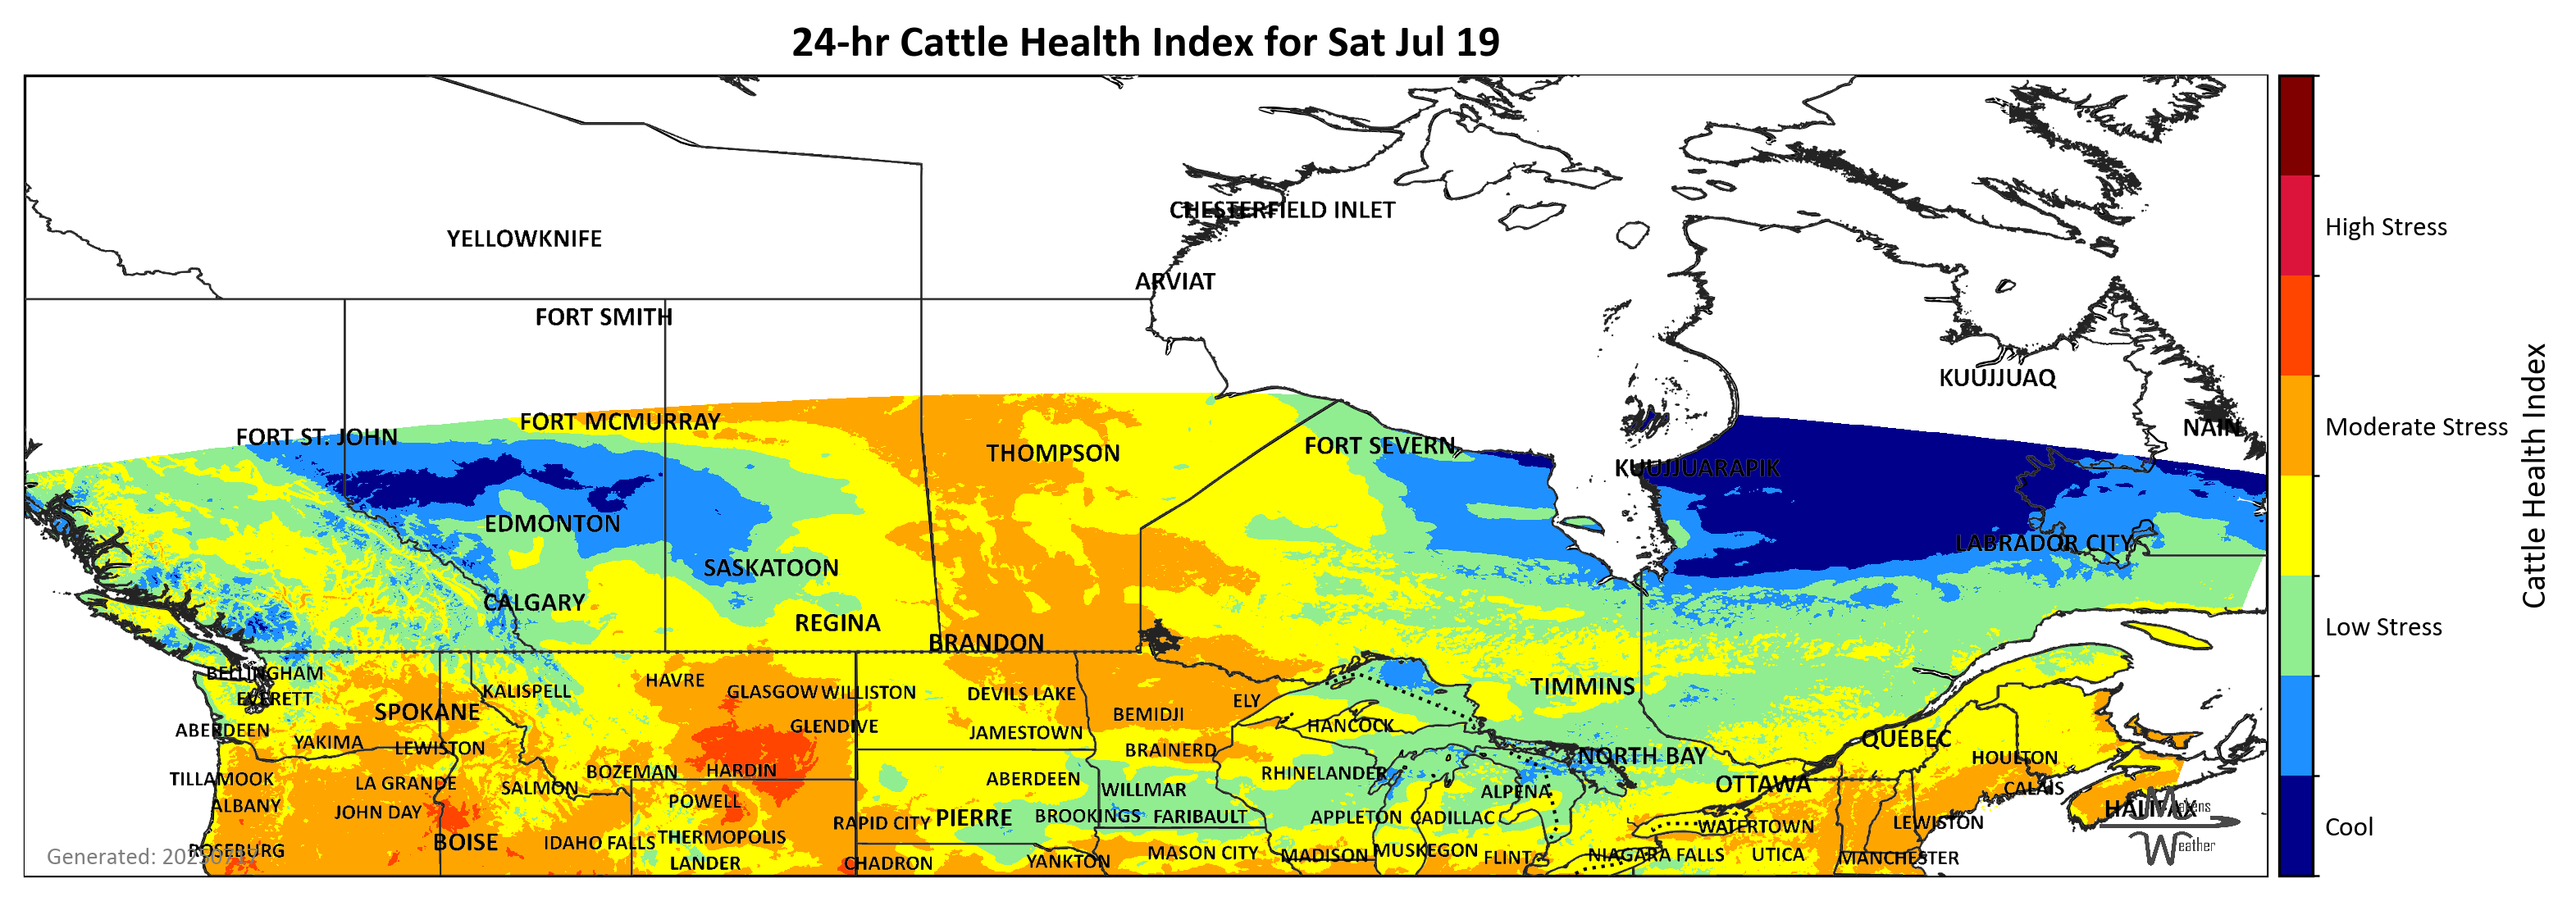 24-hr Cattle Health Index for Sat Jul 19
CHESTERFIELD INLET
YELLOWKNIFE
ARVIAT
FORT SMITH
KUUJJUAQ
FORT MCMURRAY
NAIN
FORT ST. JOHN
FORT SEVERN
THOMPSON
KUUJJUARAPIK
EDMONTON
LABRADOR CITY
SASKATOON
CALGARY
REGINA
BRANDON
BELLINGHAM
HAVRE
TIMMINS
KALISPELL
GLASGOW
WILLISTON
DEVILS LAKE
EVERETT
ELY
SPOKANE
BEMIDJI
GLENDIVE
HANCOCK
ABERDEEN
JAMESTOWN
QUEBEC
YAKIMA
LEWISTON
BRAINERD
NORTH BAY
HOULTON
BOZEMAN
HARDIN
RHINELANDER
TILLAMOOK
LA GRANDE
ABERDEEN
OTTAWA
SALMON
WILLMAR
ALPENA
CALAIS
ALBANY
POWELL
HALIFAX
Makens
JOHN DAY
RAPID CITY
PIERRE
BROOKINGS
FARIBAULT
APPLETON
CADILLAC
LEWISTON
WATERTOWN
THERMOPOLIS
BOISE
IDAHO FALLS
Weather
ROSEBURG
MASON CITY
MUSKEGON
MADISON
FLINT
NIAGARA FALLS
UTICA
MANCHESTER
Generated:
LANDER
CHADRON
YANKTON
High Stress
Moderate Stress
Low Stress
Cool
Cattle Health Index